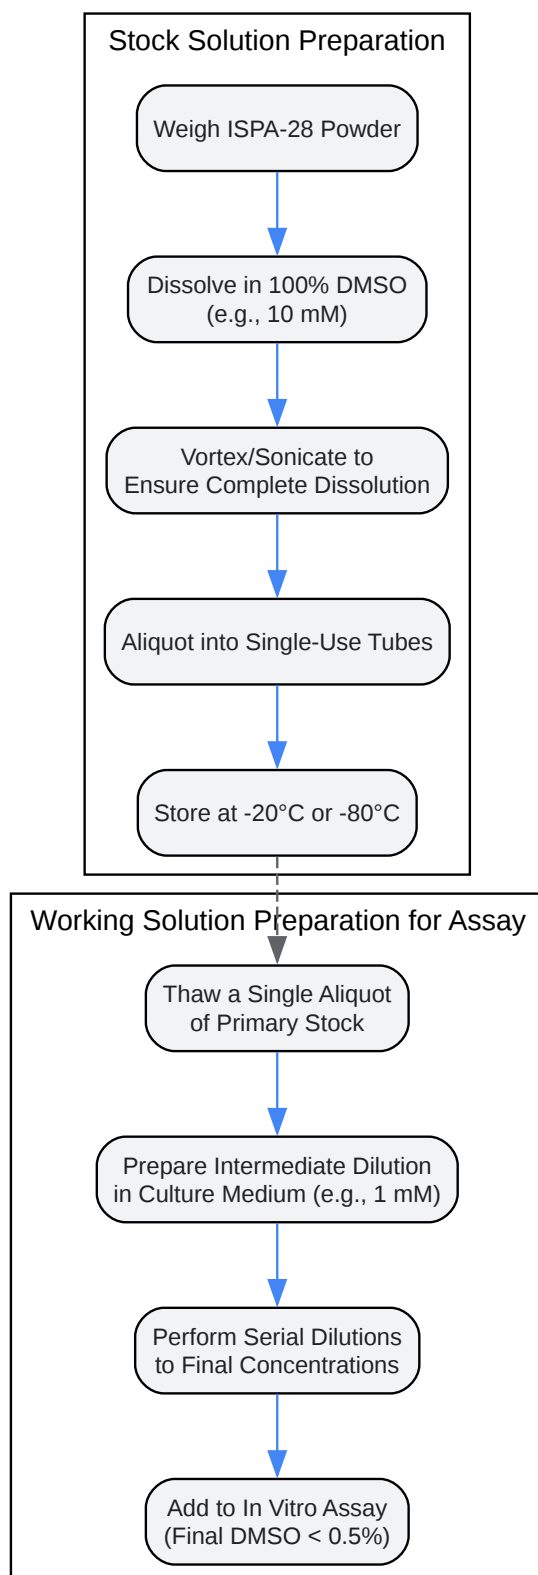 Stock Solution Preparation
Weigh ISPA-28 Powder
Dissolve in 100% DMSO
(e.g., 10 mM)
Vortex/Sonicate to
Ensure Complete Dissolution
Aliquot into Single-Use Tubes
Store at -20°C or -80°C
Working Solution Preparation for Assay
Thaw a Single Aliquot
of Primary Stock
Prepare Intermediate Dilution
in Culture Medium (e.g., 1 mM)
Perform Serial Dilutions
to Final Concentrations
Add to In Vitro Assay
(Final DMSO < 0.5%)